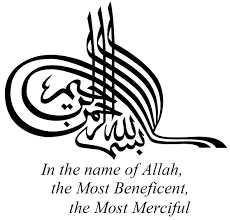 بسم الله الرحمن الرحيم
In the name of Allah,
the Most Beneficent,
the Most Merciful